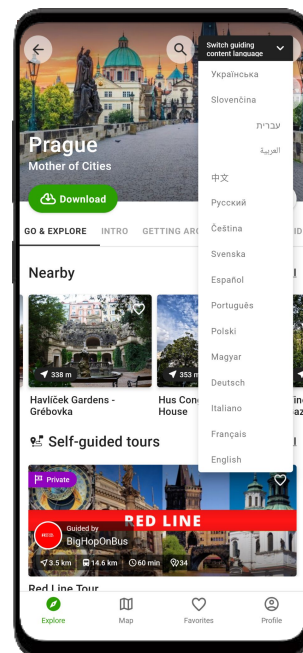 Switch guiding
content language
Українська
Slovenčina
עברית
العربية
中文
Русский
Čeština
Svenska
Español
Português
Polski
Magyar
Deutsch
Italiano
Français
English
Prague
Mother of Cities
Download
GO & EXPLORE INTRO GETTING ARO
Nearby
338 m
353 m
Havlíček Gardens -
Grébovka
Hus Con
House
Self-guided tours
Private
RED LINE
Guided by
BigHopOnBus
3.5 km 14.6 km 60 min 34
Red Line Tour
Explore Map Favorites Profile